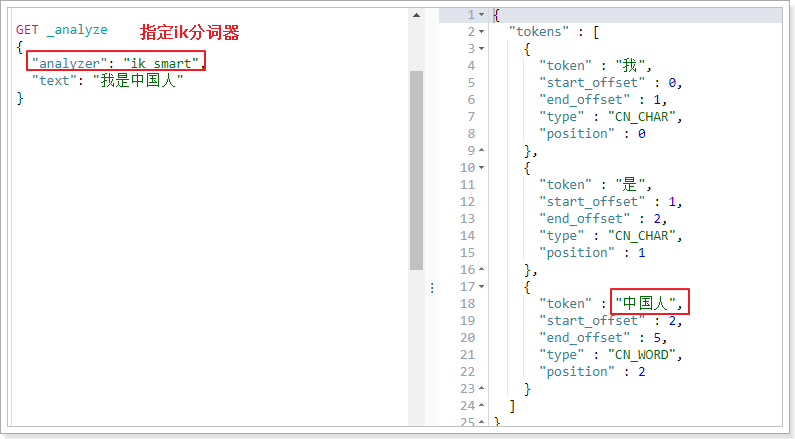 GET _analyze 指定ik分词器
{
"analyzer": "ik_smart",
"text": "我是中国人"
}
1 {
2 "tokens" : [
3 {
4 "token" : "我",
5 "start_offset" : 0,
6 "end_offset" : 1,
7 "type" : "CN_CHAR",
8 "position" : 0
9 },
10 {
11 "token" : "是",
12 "start_offset" : 1,
13 "end_offset" : 2,
14 "type" : "CN_CHAR",
15 "position" : 1
16 },
17 {
18 "token" : "中国人",
19 "start_offset" : 2,
20 "end_offset" : 5,
21 "type" : "CN_WORD",
22 "position" : 2
23 }
24 ]
25 }